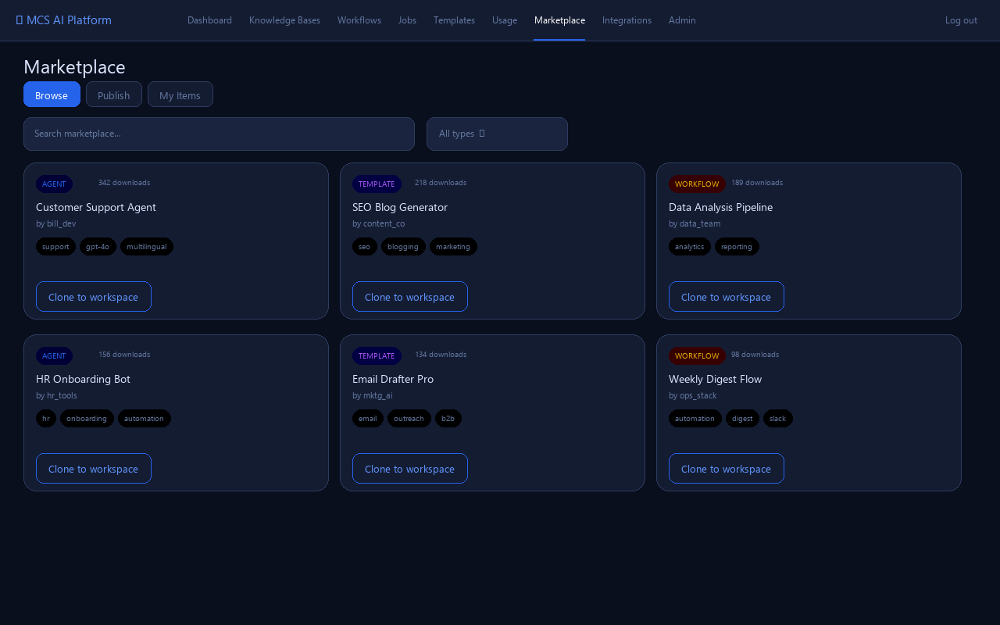 MCS AI Platform Dashboard Knowledge Bases Workflows Jobs Templates Usage Marketplace Integrations Admin Log out
Marketplace
Browse Publish My Items
Search marketplace... All types
AGENT 342 downloads
Customer Support Agent
by bill_dev
support gpt-4o multilingual
Clone to workspace
TEMPLATE 218 downloads
SEO Blog Generator
by content_co
seo blogging marketing
Clone to workspace
WORKFLOW 189 downloads
Data Analysis Pipeline
by data_team
analytics reporting
Clone to workspace
AGENT 156 downloads
HR Onboarding Bot
by hr_tools
hr onboarding automation
Clone to workspace
TEMPLATE 134 downloads
Email Drafter Pro
by mktg_ai
email outreach b2b
Clone to workspace
WORKFLOW 98 downloads
Weekly Digest Flow
by ops_stack
automation digest slack
Clone to workspace